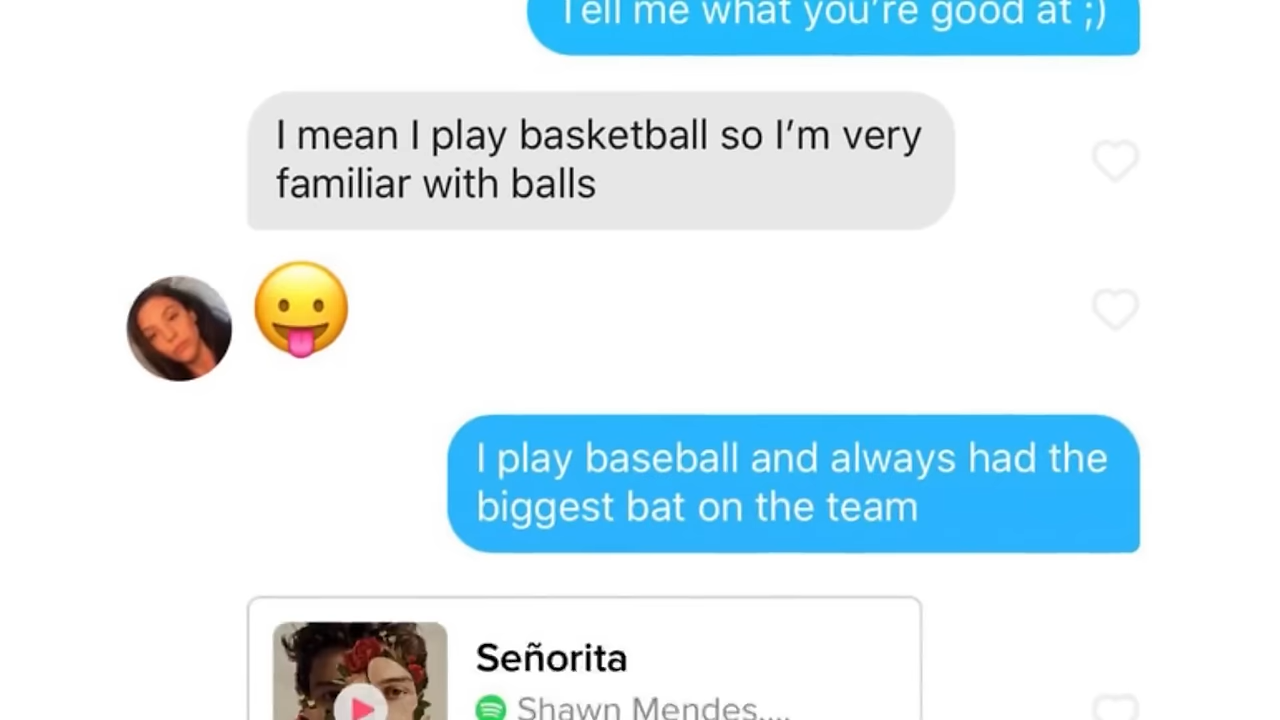 Tell me what you're good at ;)
I mean I play basketball so I'm very
familiar with balls
I play baseball and always had the
biggest bat on the team
Señorita
Shawn Mendes,...